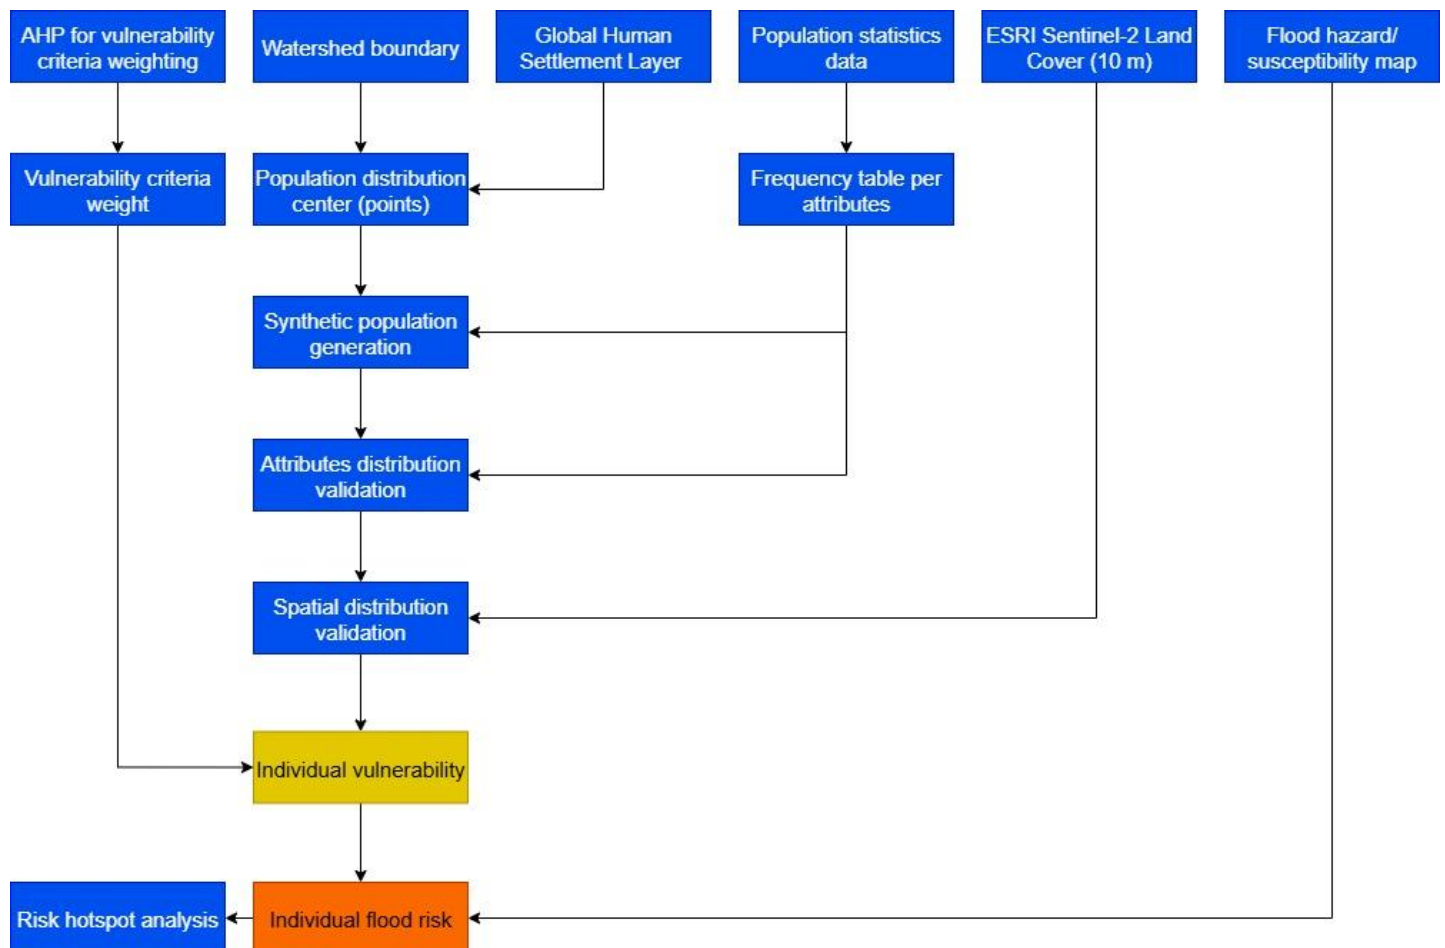 AHP for vulnerability
criteria weighting
Watershed boundary
Global Human
Settlement Layer
Population statistics
data
ESRI Sentinel-2 Land
Cover (10 m)
Flood hazard/
susceptibility map
Vulnerability criteria
weight
Population distribution
center (points)
Frequency table per
attributes
Synthetic population
generation
Attributes distribution
validation
Spatial distribution
validation
Individual vulnerability
Risk hotspot analysis
Individual flood risk